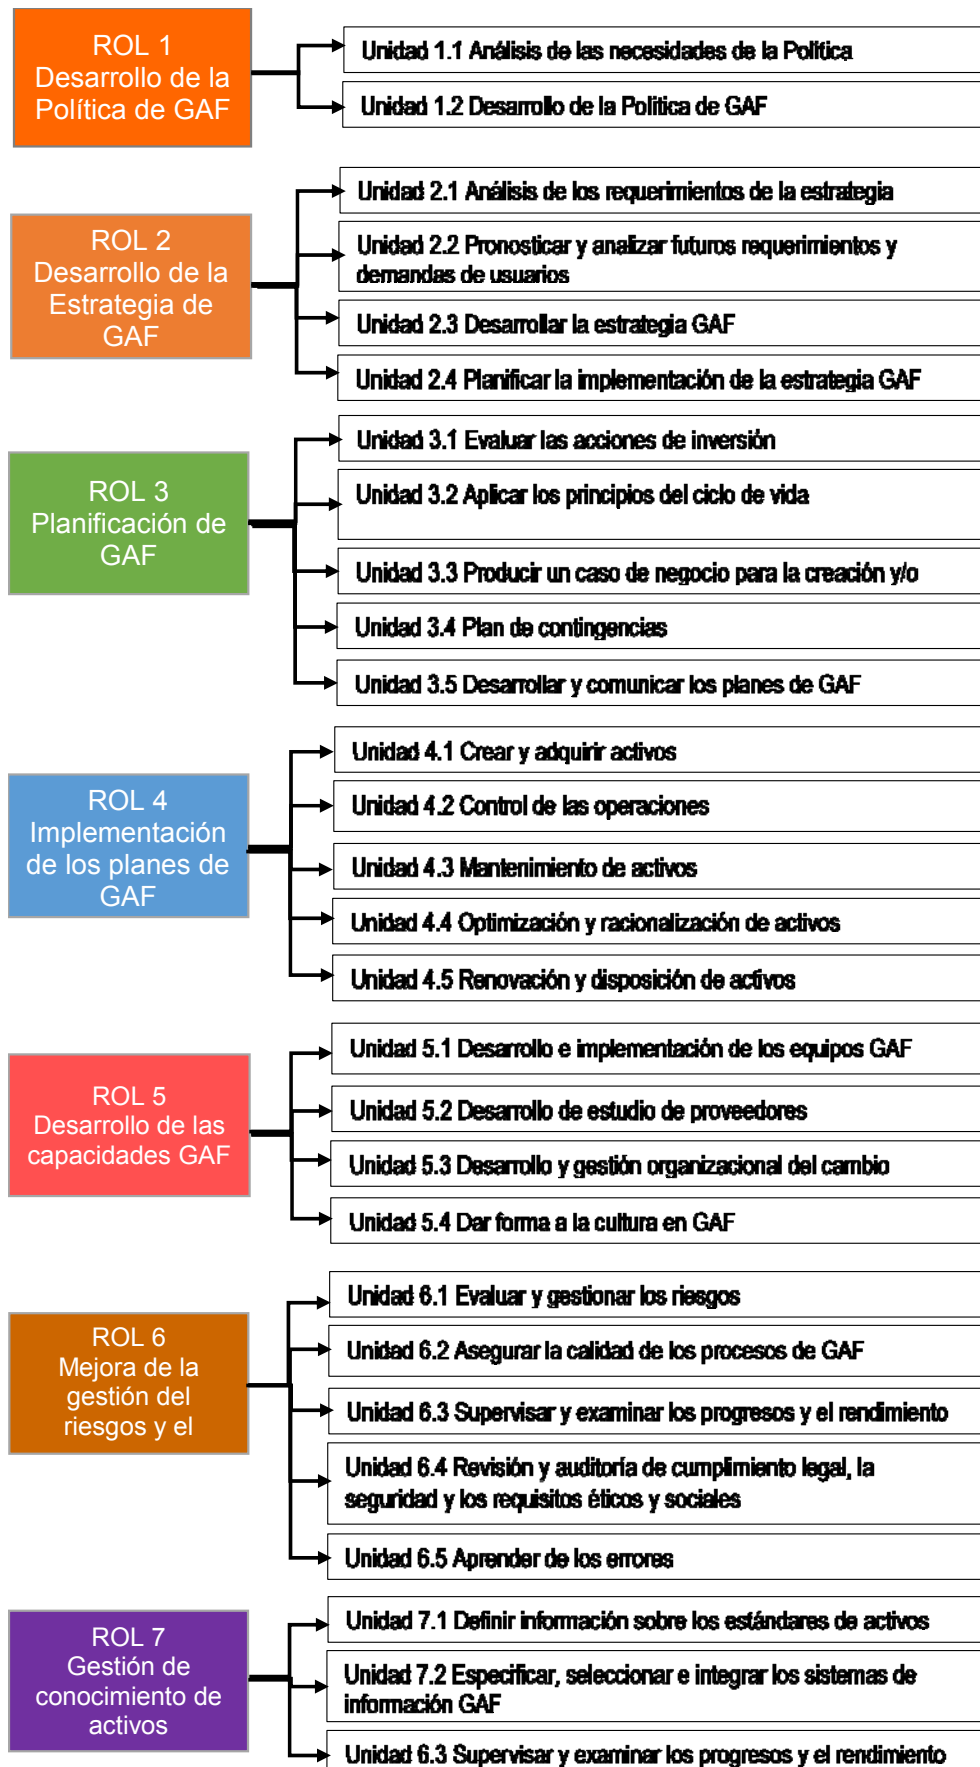 ROL 1
Desarrollo de la
Política de GAF
Unidad 1.1 Análisis de las necesidades de la Política
Unidad 1.2 Desarrollo de la Política de GAF
ROL 2
Desarrollo de la
Estrategia de
GAF
Unidad 2.1 Análisis de los requerimientos de la estrategia
Unidad 2.2 Pronosticar y analizar futuros requerimientos y
demandas de usuarios
Unidad 2.3 Desarrollar la estrategia GAF
Unidad 2.4 Planificar la implementación de la estrategia GAF
ROL 3
Planificación de
GAF
Unidad 3.1 Evaluar las acciones de inversión
Unidad 3.2 Aplicar los principios del ciclo de vida
Unidad 3.3 Producir un caso de negocio para la creación y/o
Unidad 3.4 Plan de contingencias
Unidad 3.5 Desarrollar y comunicar los planes de GAF
ROL 4
Implementación
de los planes de
GAF
Unidad 4.1 Crear y adquirir activos
Unidad 4.2 Control de las operaciones
Unidad 4.3 Mantenimiento de activos
Unidad 4.4 Optimización y racionalización de activos
Unidad 4.5 Renovación y disposición de activos
ROL 5
Desarrollo de las
capacidades GAF
Unidad 5.1 Desarrollo e implementación de los equipos GAF
Unidad 5.2 Desarrollo de estudio de proveedores
Unidad 5.3 Desarrollo y gestión organizacional del cambio
Unidad 5.4 Dar forma a la cultura en GAF
ROL 6
Mejora de la
gestión del
riesgos y el
Unidad 6.1 Evaluar y gestionar los riesgos
Unidad 6.2 Asegurar la calidad de los procesos de GAF
Unidad 6.3 Supervisar y examinar los progresos y el rendimiento
Unidad 6.4 Revisión y auditoría de cumplimiento legal, la
seguridad y los requisitos éticos y sociales
Unidad 6.5 Aprender de los errores
ROL 7
Gestión de
conocimiento de
activos
Unidad 7.1 Definir información sobre los estándares de activos
Unidad 7.2 Especificar, seleccionar e integrar los sistemas de
información GAF
Unidad 6.3 Supervisar y examinar los progresos y el rendimiento